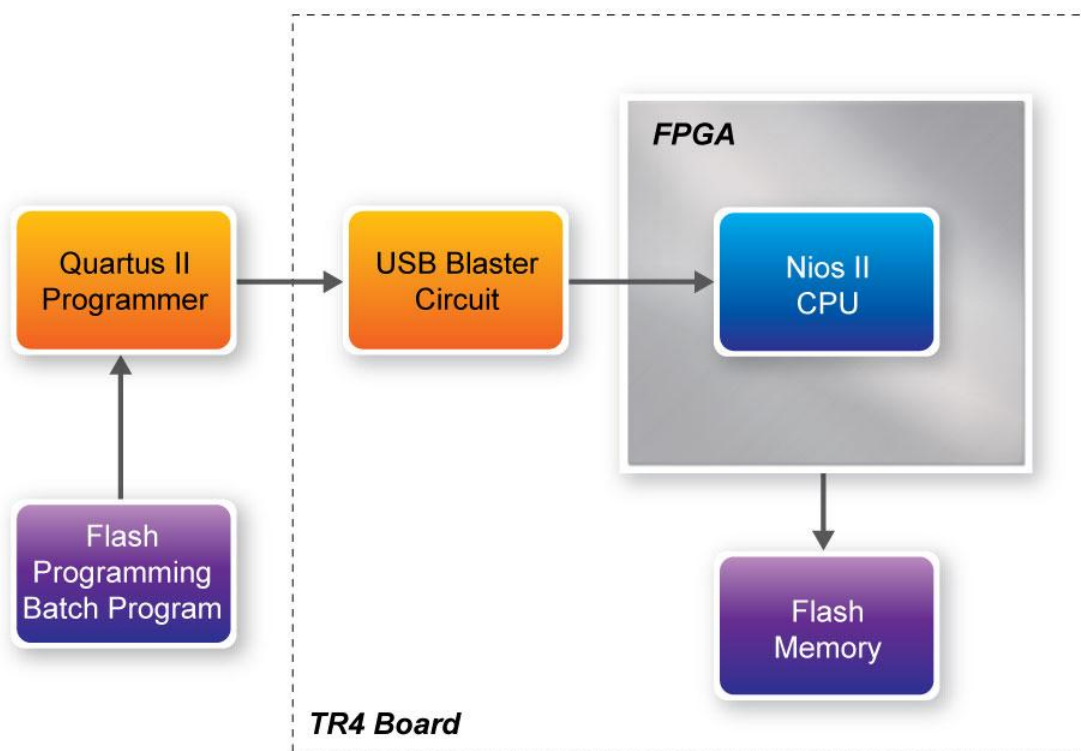 FPGA
Quartus II
Programmer
USB Blaster
Circuit
Nios II
CPU
Flash
Programming
Batch Program
Flash
Memory
TR4 Board